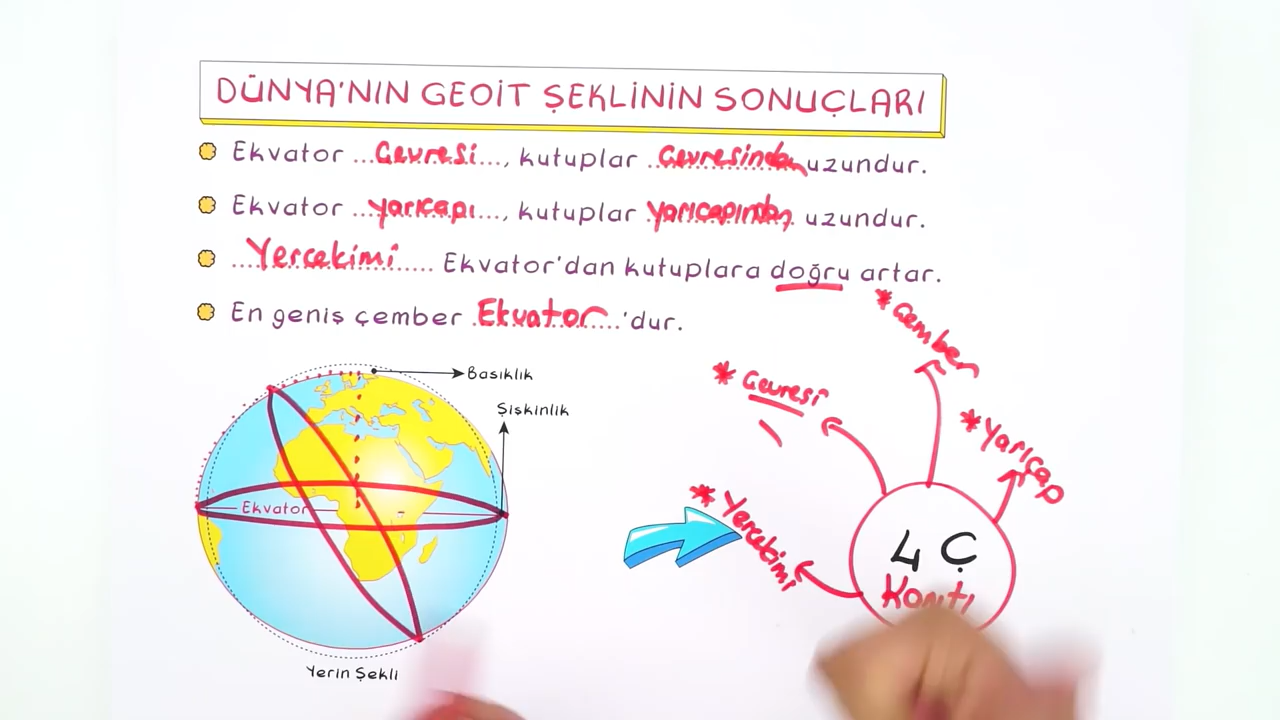 DÜNYA'NIN GEOİT ŞEKLİNİN SONUÇLARI
Ekvator ...Çevresi..., kutuplar ...Çevresinden uzundur.
Ekvator ...yarıçapı..., kutuplar yarıçapından uzundur.
...Yerçekimi..... Ekvator'dan kutuplara doğru artar.
En geniş çember .Ekvator..'dur.
Basıklık
Şişkinlik
Ekvator
Yerin Şekli
* Çember
* Çevresi
* Yarıçap
* Yerçekimi
4 Ç
Kanıtı